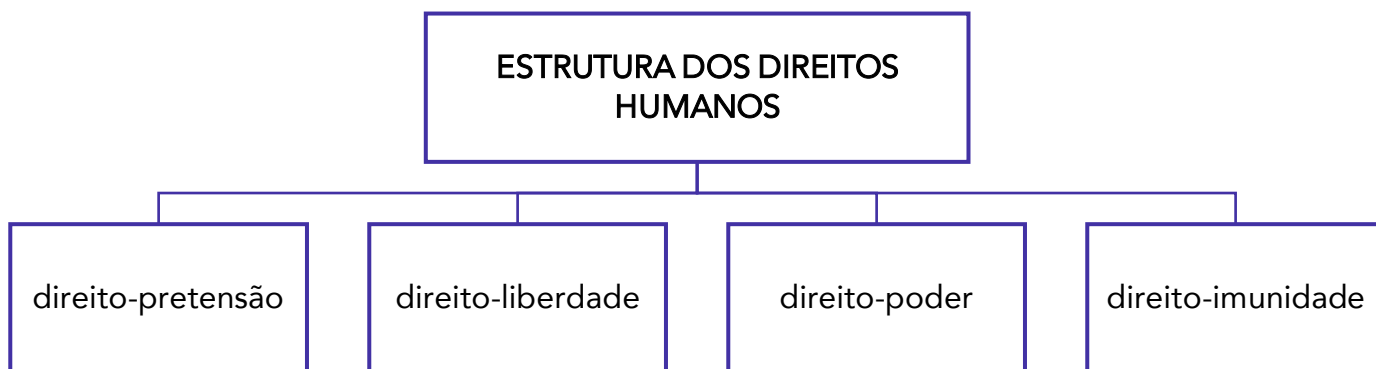 ESTRUTURA DOS DIREITOS
HUMANOS
direito-pretensão
direito-liberdade
direito-poder
direito-imunidade